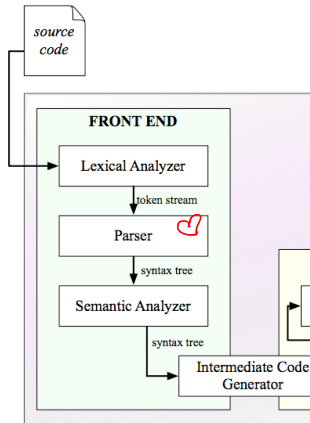 source
code
FRONT END
Lexical Analyzer
token stream
Parser
syntax tree
Semantic Analyzer
syntax tree
Intermediate Code
Generator